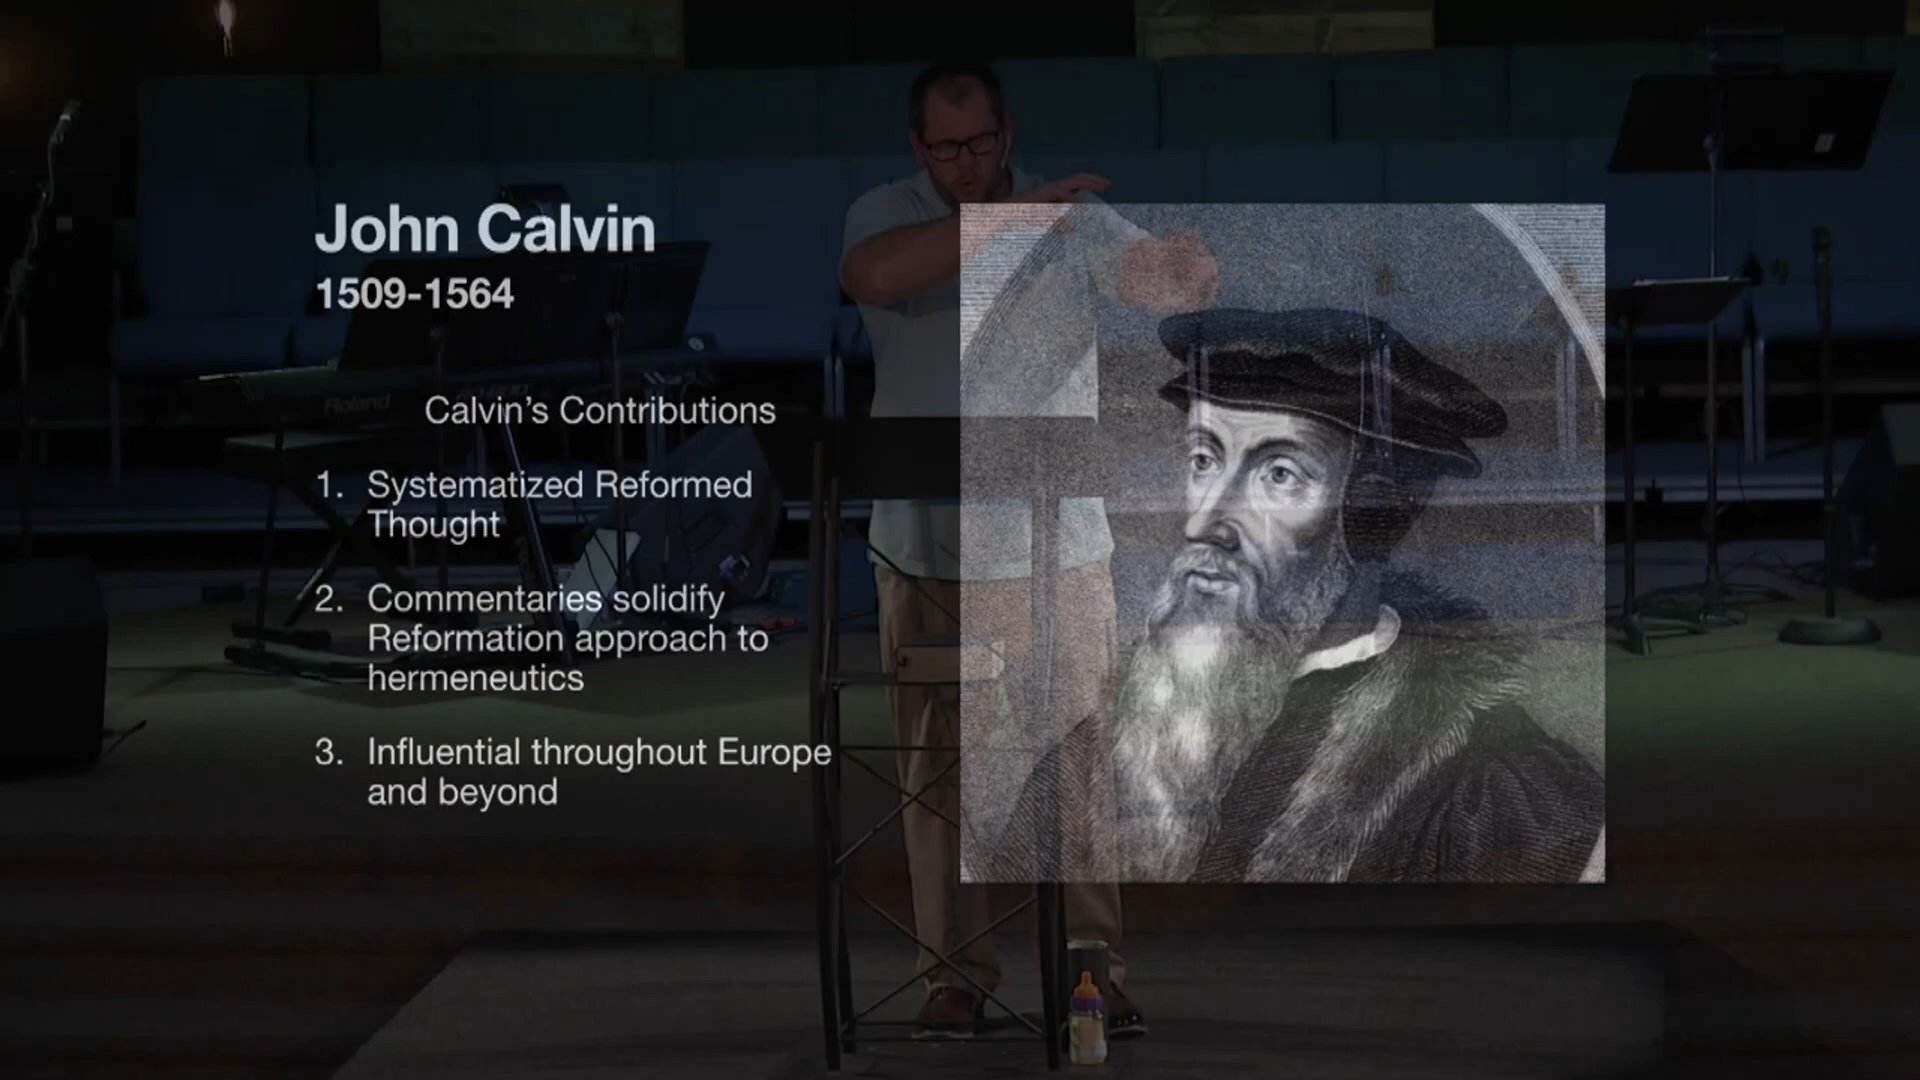 John Calvin
1509-1564
Calvin's Contributions
1. Systematized Reformed
Thought
2. Commentaries solidify
Reformation approach to
hermeneutics
3. Influential throughout Europe
and beyond
Roland